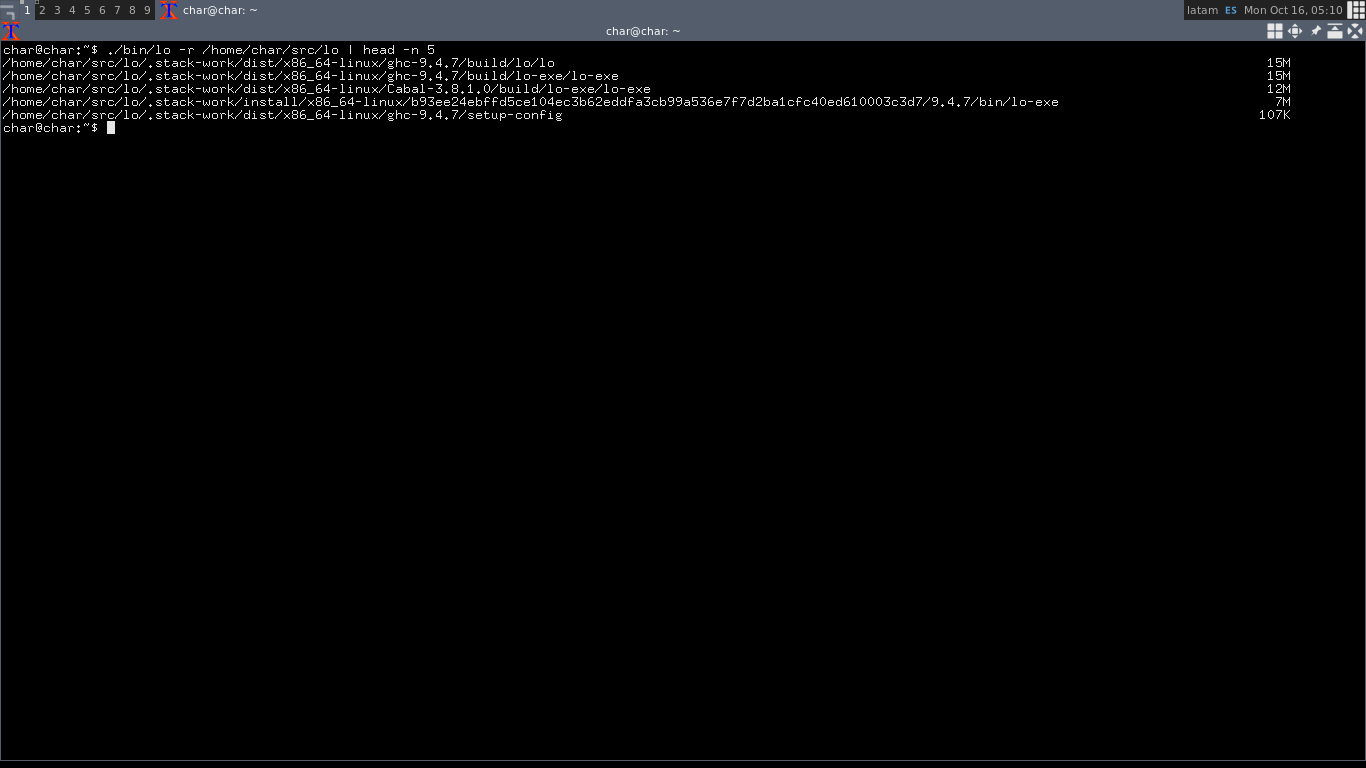 1 2 3 4 5 6 7 8 9 char@char: ~ latam ES Mon Oct 16, 05:10
char@char: ~
char@char:~$ ./bin/lo -r /home/char/src/lo | head -n 5
/home/char/src/lo/.stack-work/dist/x86_64-linux/ghc-9.4.7/build/lo/lo 15M
/home/char/src/lo/.stack-work/dist/x86_64-linux/ghc-9.4.7/build/lo-exe/lo-exe 15M
/home/char/src/lo/.stack-work/dist/x86_64-linux/Cabal-3.8.1.0/build/lo-exe/lo-exe 12M
/home/char/src/lo/.stack-work/install/x86_64-linux/b93ee24ebffd5ce104ec3b62eddfa3cb99a536e7f7d2ba1cfc40ed610003c3d7/9.4.7/bin/lo-exe 7M
/home/char/src/lo/.stack-work/dist/x86_64-linux/ghc-9.4.7/setup-config 107K
char@char:~$